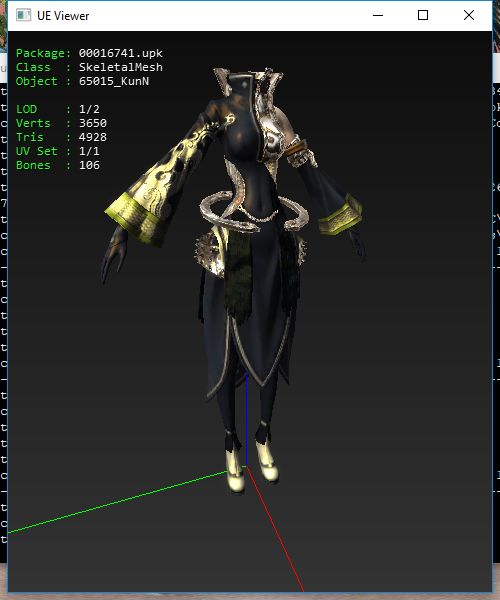 UE Viewer
Package: 00016741.upk
Class : SkeletalMesh
Object : 65015_KunN
LOD : 1/2
Verts : 3650
Tris : 4928
UV Set : 1/1
Bones : 106